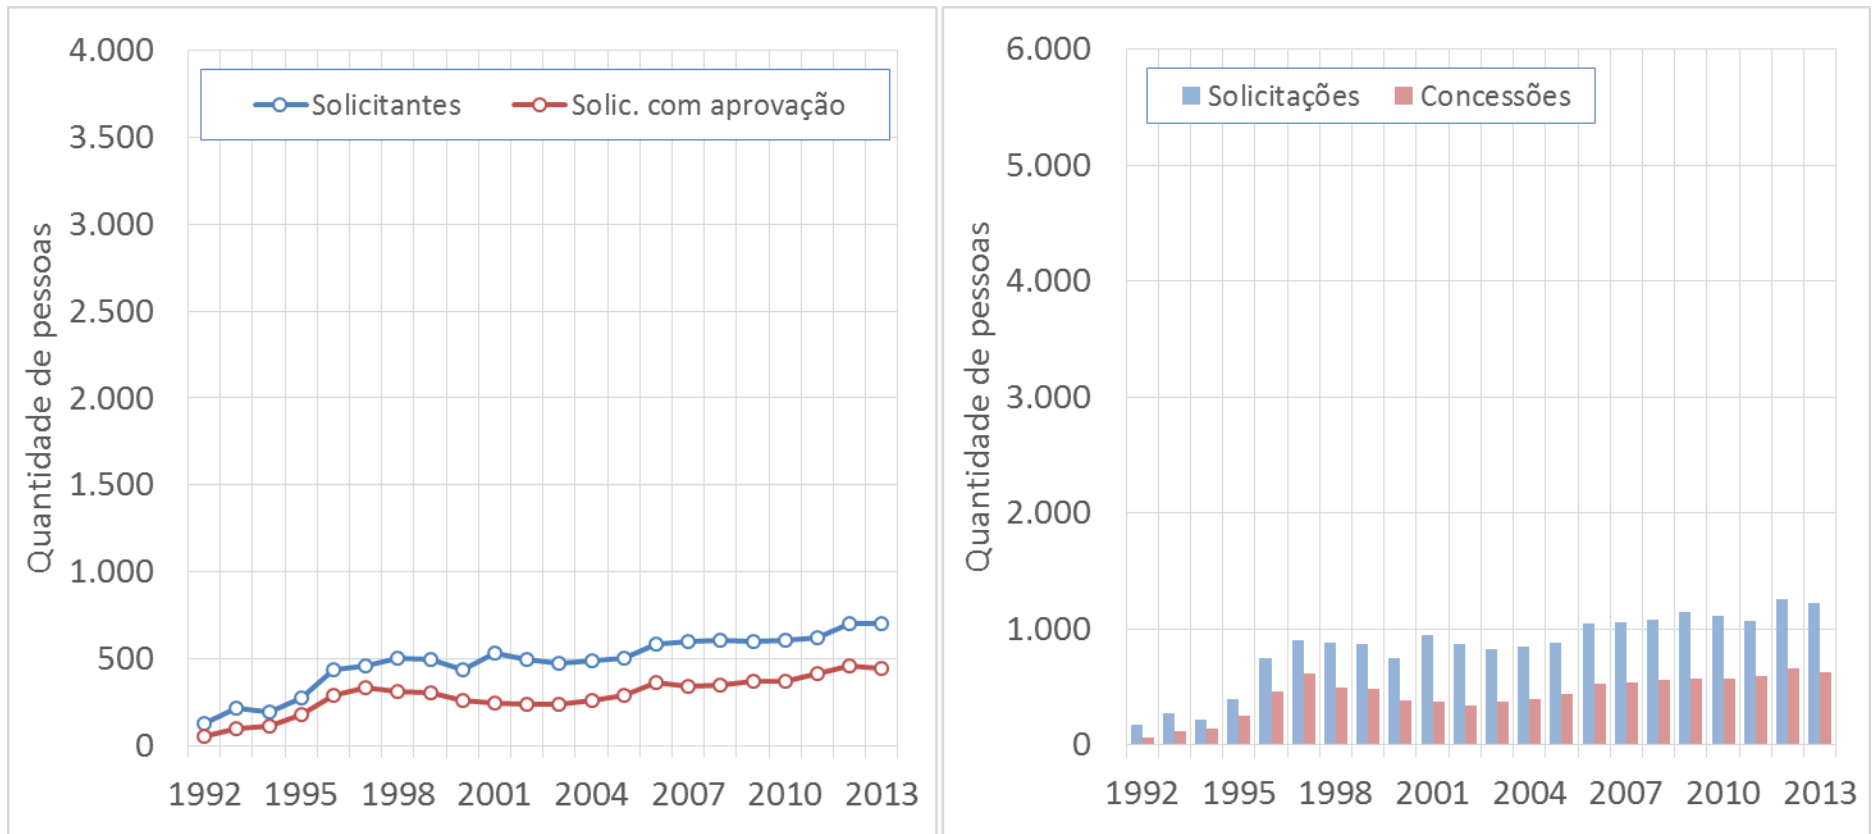 4.000
3.500
3.000
2.500
2.000
1.500
1.000
500
0
Quantidade de pessoas
Solicitantes
Solic. com aprovação
1992 1995 1998 2001 2004 2007 2010 2013
6.000
5.000
4.000
3.000
2.000
1.000
0
Quantidade de pessoas
Solicitações
Concessões
1992 1995 1998 2001 2004 2007 2010 2013